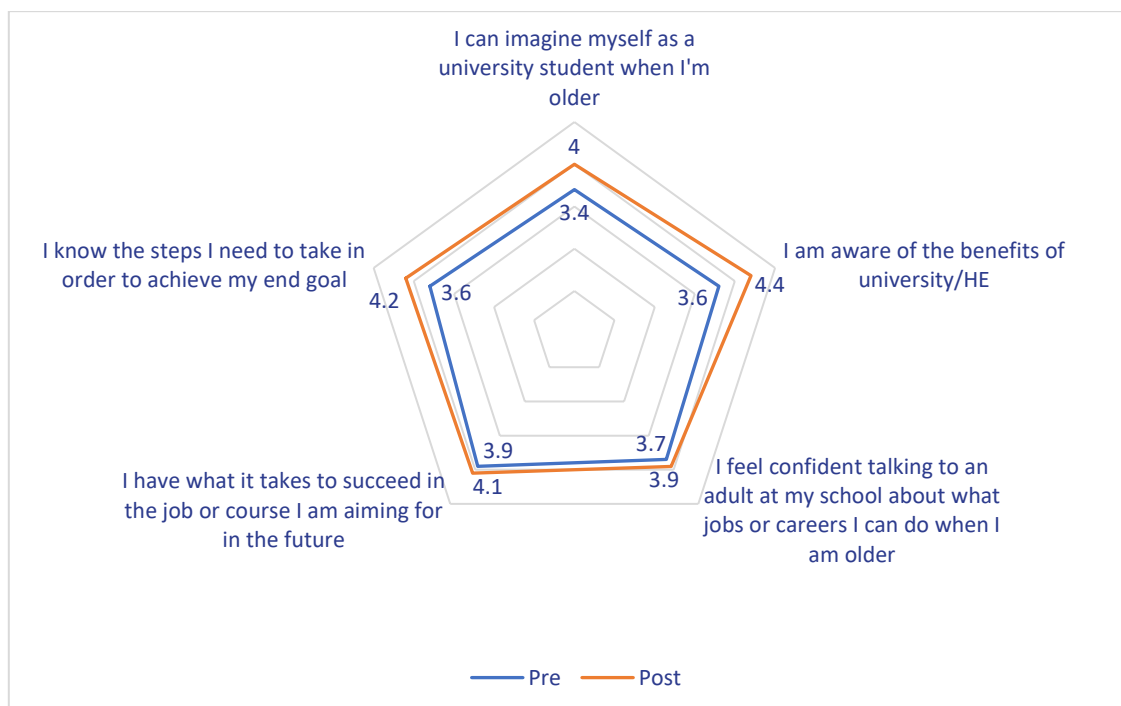 I can imagine myself as a
university student when I'm
older
4
3.4
I am aware of the benefits of
university/HE
4.4
3.6
I know the steps I need to take in
order to achieve my end goal
4.2
3.6
3.9
4.1
3.7
3.9
I have what it takes to succeed in
the job or course I am aiming for
in the future
I feel confident talking to an
adult at my school about what
jobs or careers I can do when I
am older
Pre
Post